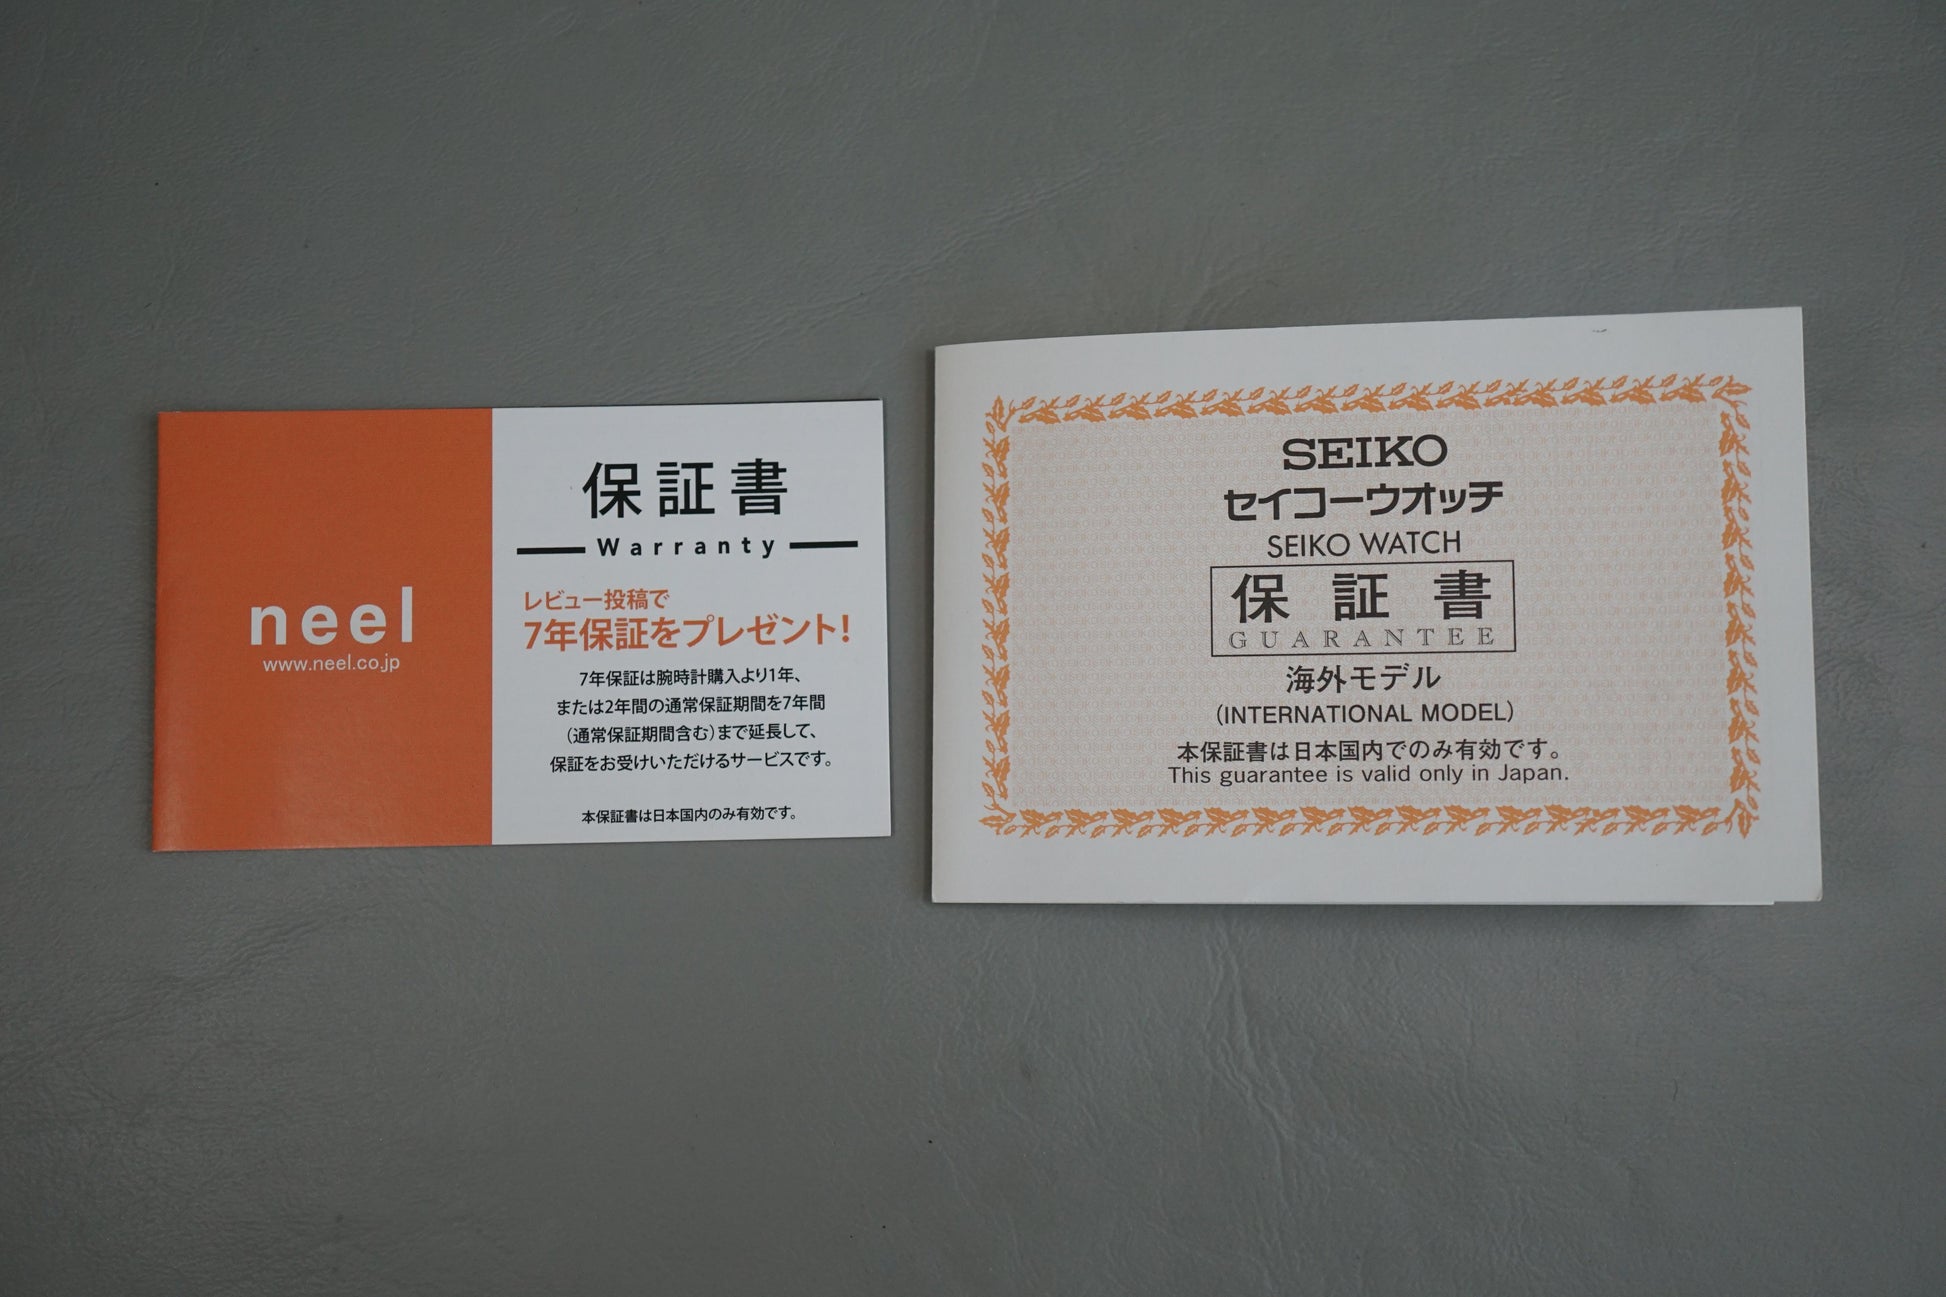 neel
www.neel.co.jp
保証書
Warranty
レビュー投稿で
7年保証をプレゼント!
7年保証は腕時計購入より1年、
または2年間の通常保証期間を7年間
(通常保証期間含む)まで延長して、
保証をお受けいただけるサービスです。
本保証書は日本国内のみ有効です。
SEIKO
セイコーウオッチ
SEIKO WATCH
保証書
GUARANTEE
海外モデル
(INTERNATIONAL MODEL)
本保証書は日本国内でのみ有効です。
This guarantee is valid only in Japan.